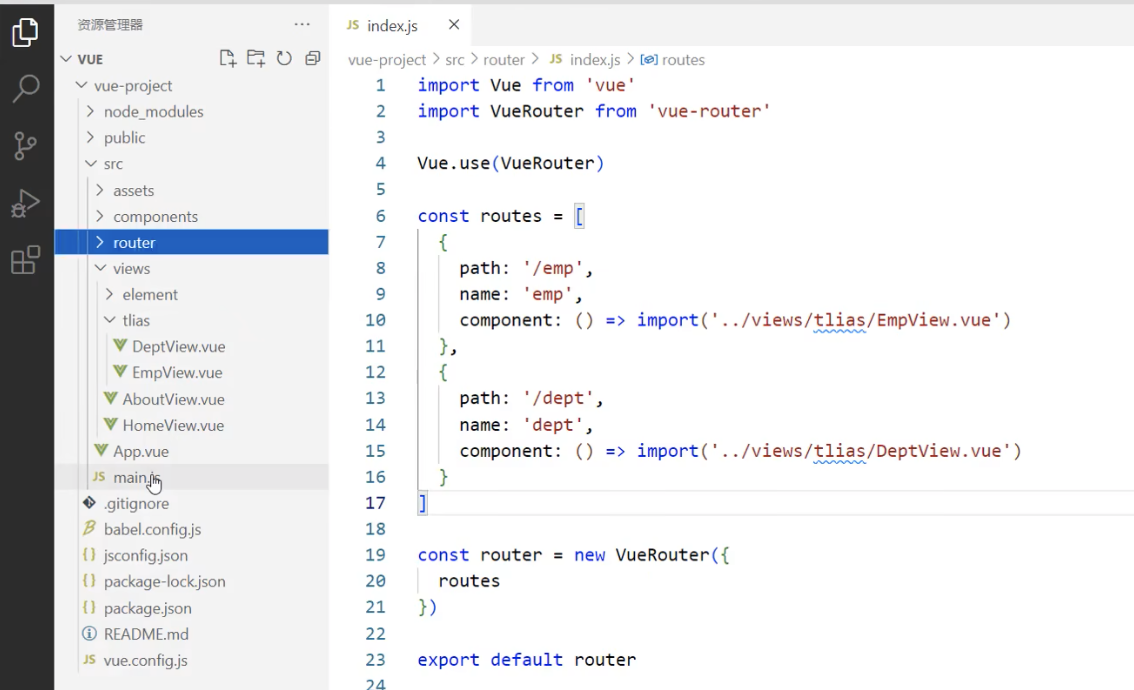 资源管理器
VUE
vue-project
node_modules
public
src
assets
components
router
views
element
tlias
DeptView.vue
EmpView.vue
AboutView.vue
HomeView.vue
App.vue
JS main.js
.gitignore
babel.config.js
{} jsconfig.json
{} package-lock.json
{} package.json
README.md
JS vue.config.js
JS index.js
vue-project > src > router > JS index.js > routes
1 import Vue from 'vue'
2 import VueRouter from 'vue-router'
3
4 Vue.use(VueRouter)
5
6 const routes = [
7 {
8 path: '/emp',
9 name: 'emp',
10 component: () => import('../views/tlias/EmpView.vue')
11 },
12 {
13 path: '/dept',
14 name: 'dept',
15 component: () => import('../views/tlias/DeptView.vue')
16 }
17 ]
18
19 const router = new VueRouter({
20 routes
21 })
22
23 export default router
24